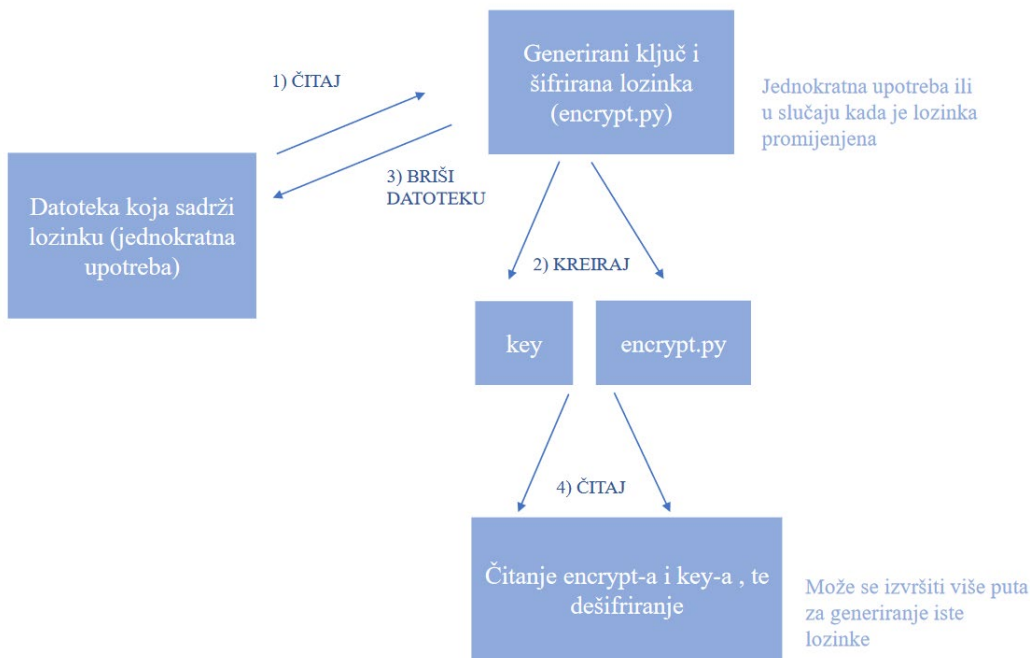 Generirani ključ i
šifrirana lozinka
(encrypt.py)
1) ČITAJ
Jednokratna upotreba ili
u slučaju kada je lozinka
promijenjena
3) BRIŠI
DATOTEKU
Datoteka koja sadrži
lozinku (jednokratna
upotreba)
2) KREIRAJ
key
encrypt.py
4) ČITAJ
Čitanje encrypt-a i key-a , te
dešifriranje
Može se izvršiti više puta
za generiranje iste
lozinke